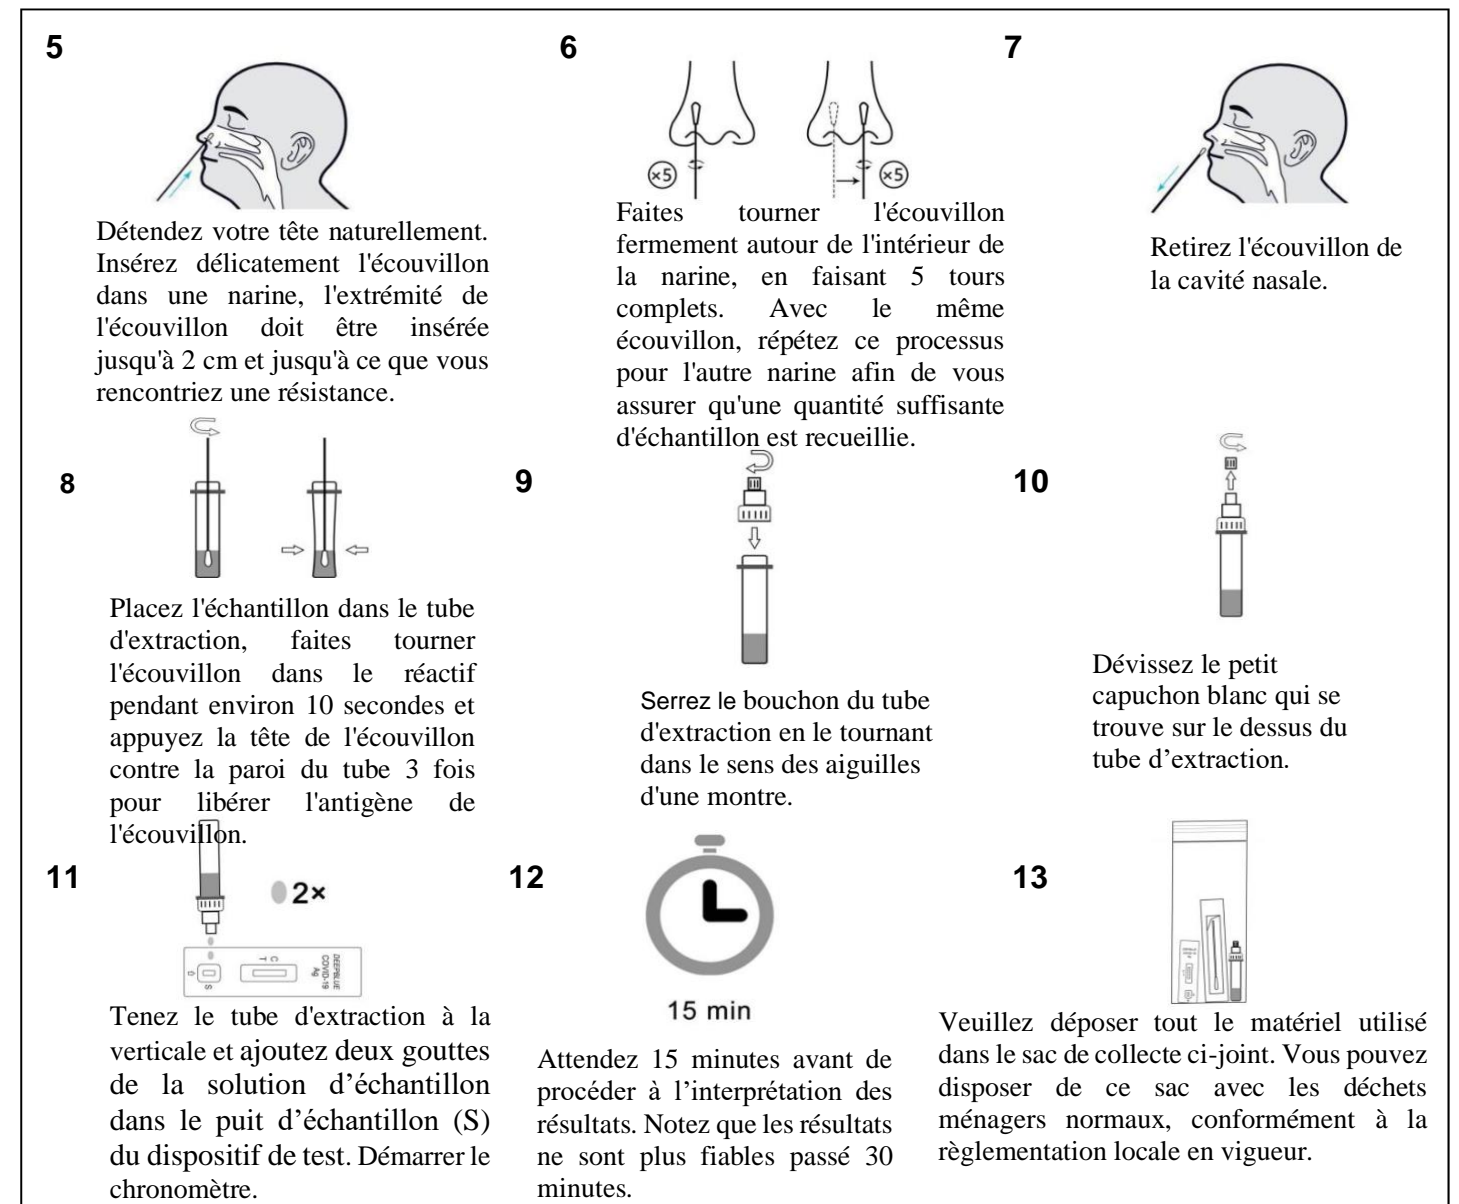 5
Détendez votre tête naturellement.
Insérez délicatement l'écouvillon
dans une narine, l'extrémité de
l'écouvillon doit être insérée
jusqu'à 2 cm et jusqu'à ce que vous
rencontriez une résistance.
6
×5
×5
Faites tourner l'écouvillon
fermement autour de l'intérieur de
la narine, en faisant 5 tours
complets. Avec le même
écouvillon, répétez ce processus
pour l'autre narine afin de vous
assurer qu'une quantité suffisante
d'échantillon est recueillie.
7
Retirez l'écouvillon de
la cavité nasale.
8
Placez l'échantillon dans le tube
d'extraction, faites tourner
l'écouvillon dans le réactif
pendant environ 10 secondes et
appuyez la tête de l'écouvillon
contre la paroi du tube 3 fois
pour libérer l'antigène de
l'écouvillon.
9
Serrez le bouchon du tube
d'extraction en le tournant
dans le sens des aiguilles
d'une montre.
10
Dévissez le petit
capuchon blanc qui se
trouve sur le dessus du
tube d’extraction.
11
2×
S
C
T
DEEPBLUE
COVID-19
Ag
Tenez le tube d'extraction à la
verticale et ajoutez deux gouttes
de la solution d’échantillon
dans le puit d’échantillon (S)
du dispositif de test. Démarrer le
chronomètre.
12
15 min
Attendez 15 minutes avant de
procéder à l’interprétation des
résultats. Notez que les résultats
ne sont plus fiables passé 30
minutes.
13
Veuillez déposer tout le matériel utilisé
dans le sac de collecte ci-joint. Vous pouvez
disposer de ce sac avec les déchets
ménagers normaux, conformément à la
règlementation locale en vigueur.